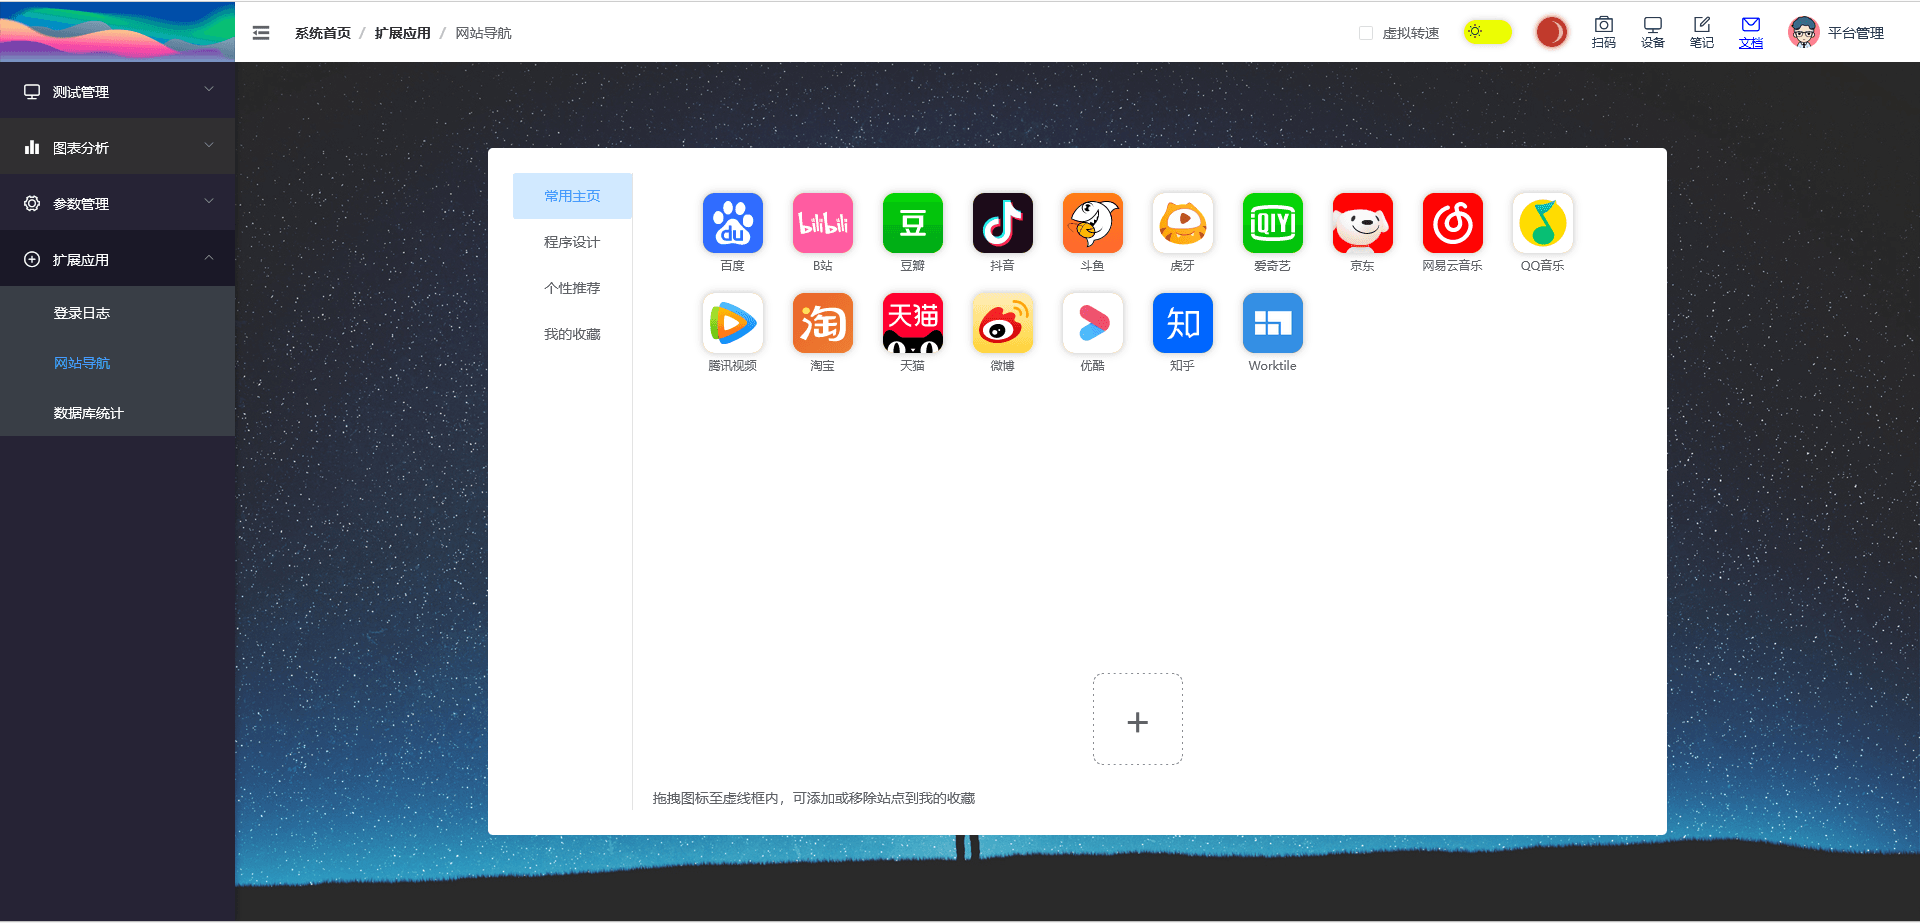 系统首页 / 扩展应用 / 网站导航
虚拟转速
扫码
设备
笔记
文档
平台管理
测试管理
图表分析
参数管理
扩展应用
登录日志
网站导航
数据库统计
常用主页
程序设计
个性推荐
我的收藏
du
bilibili
豆
iQIYI
百度
B站
豆瓣
抖音
斗鱼
虎牙
爱奇艺
京东
网易云音乐
QQ音乐
淘
天猫
知
腾讯视频
淘宝
天猫
微博
优酷
知乎
Worktile
+
拖拽图标至虚线框内，可添加或移除站点到我的收藏